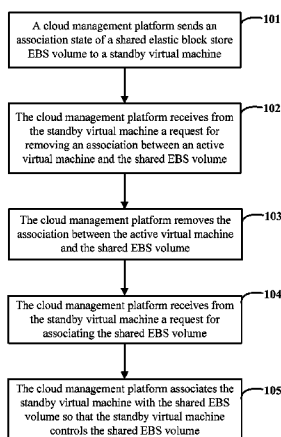 101
A cloud management platform sends an
association state of a shared elastic block store
EBS volume to a standby virtual machine
102
The cloud management platform receives from
the standby virtual machine a request for
removing an association between an active
virtual machine and the shared EBS volume
103
The cloud management platform removes the
association between the active virtual machine
and the shared EBS volume
104
The cloud management platform receives from
the standby virtual machine a request for
associating the shared EBS volume
105
The cloud management platform associates the
standby virtual machine with the shared EBS
volume so that the standby virtual machine
controls the shared EBS volume